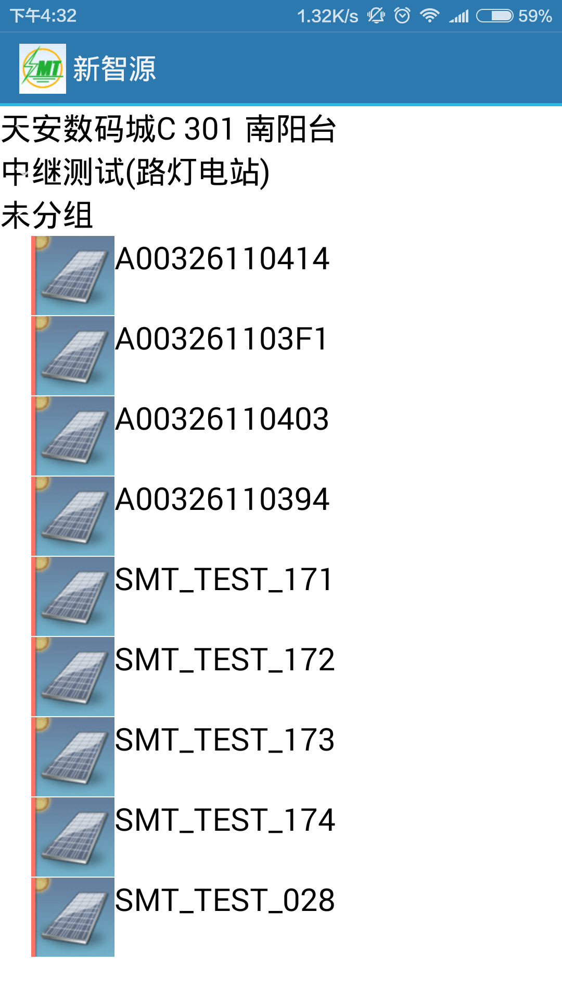 下午4:32 1.32K/s 59%
MT 新智源
天安数码城C 301 南阳台
中继测试(路灯电站)
未分组
A00326110414
A003261103F1
A00326110403
A00326110394
SMT_TEST_171
SMT_TEST_172
SMT_TEST_173
SMT_TEST_174
SMT_TEST_028